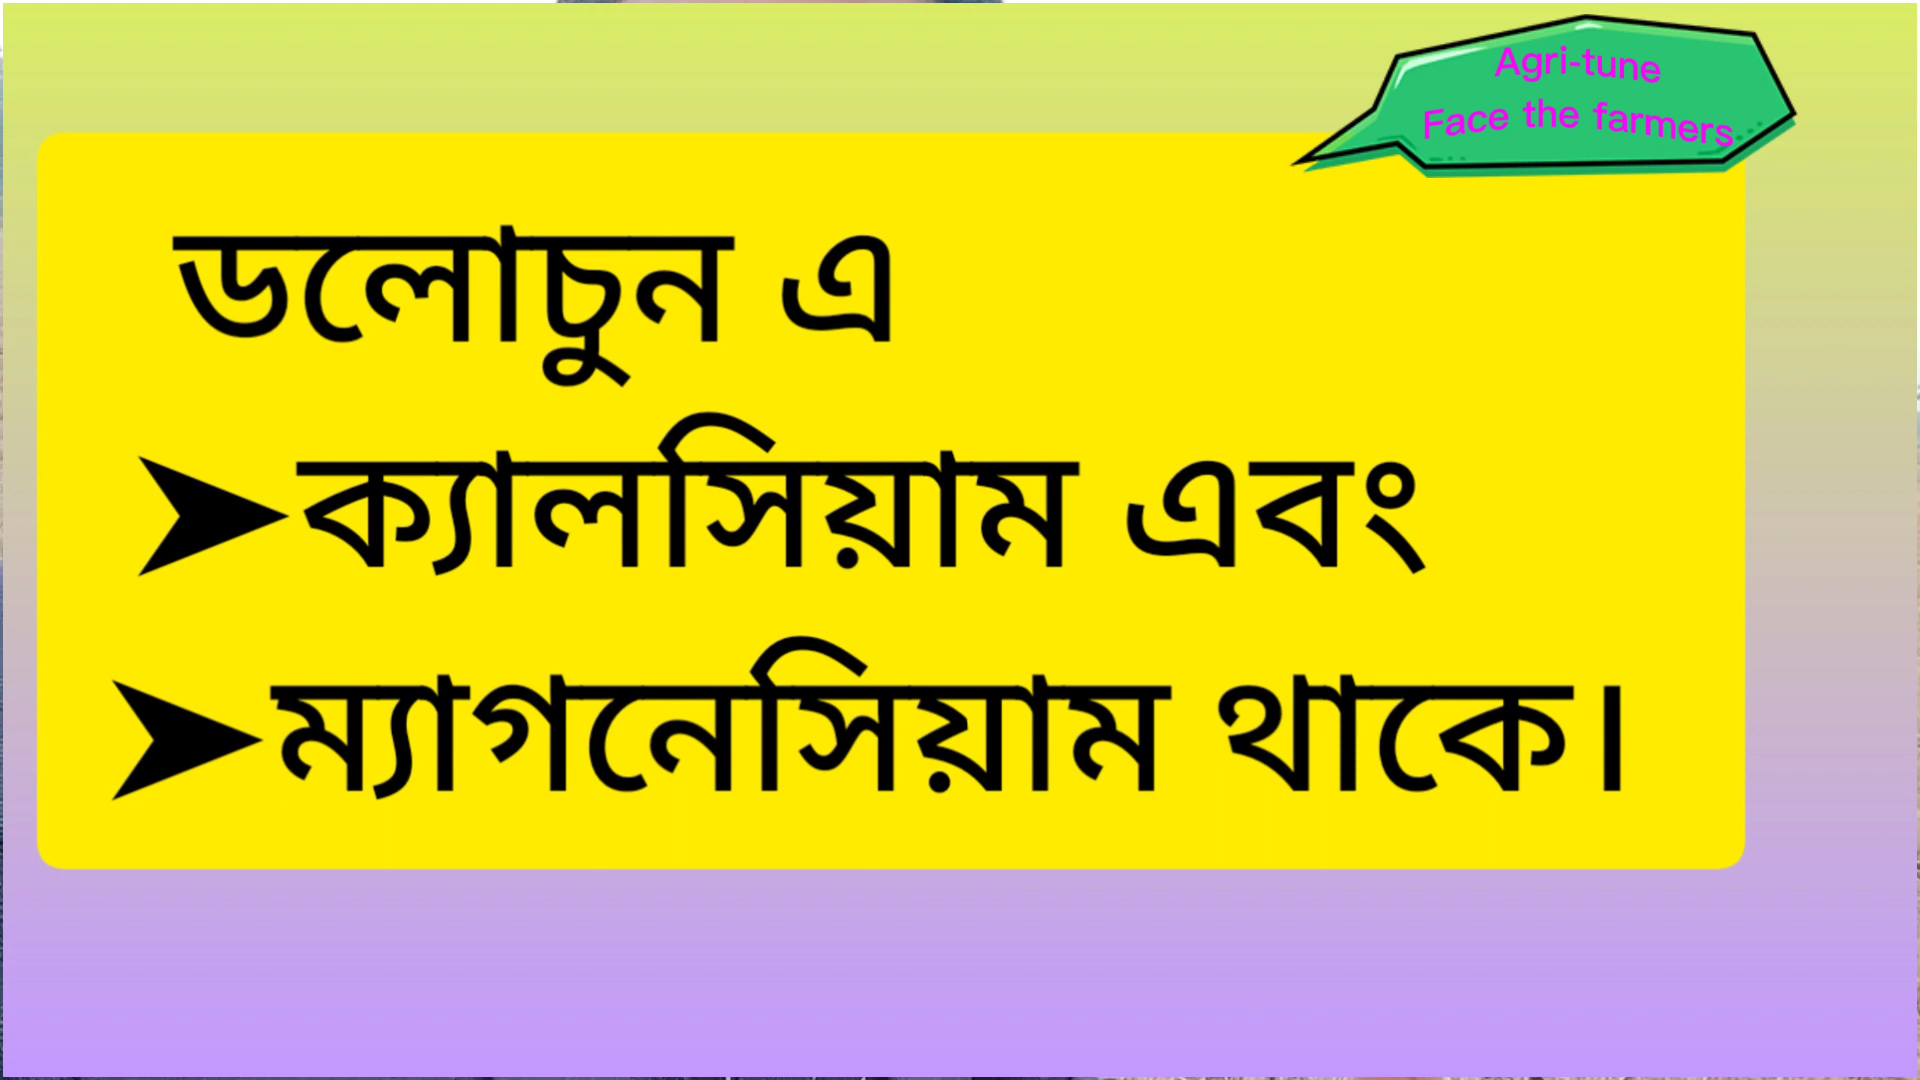 Agri-tune
Face the farmers
ডলোচুন এ
➤ক্যালসিয়াম এবং
➤ম্যাগনেসিয়াম থাকে।